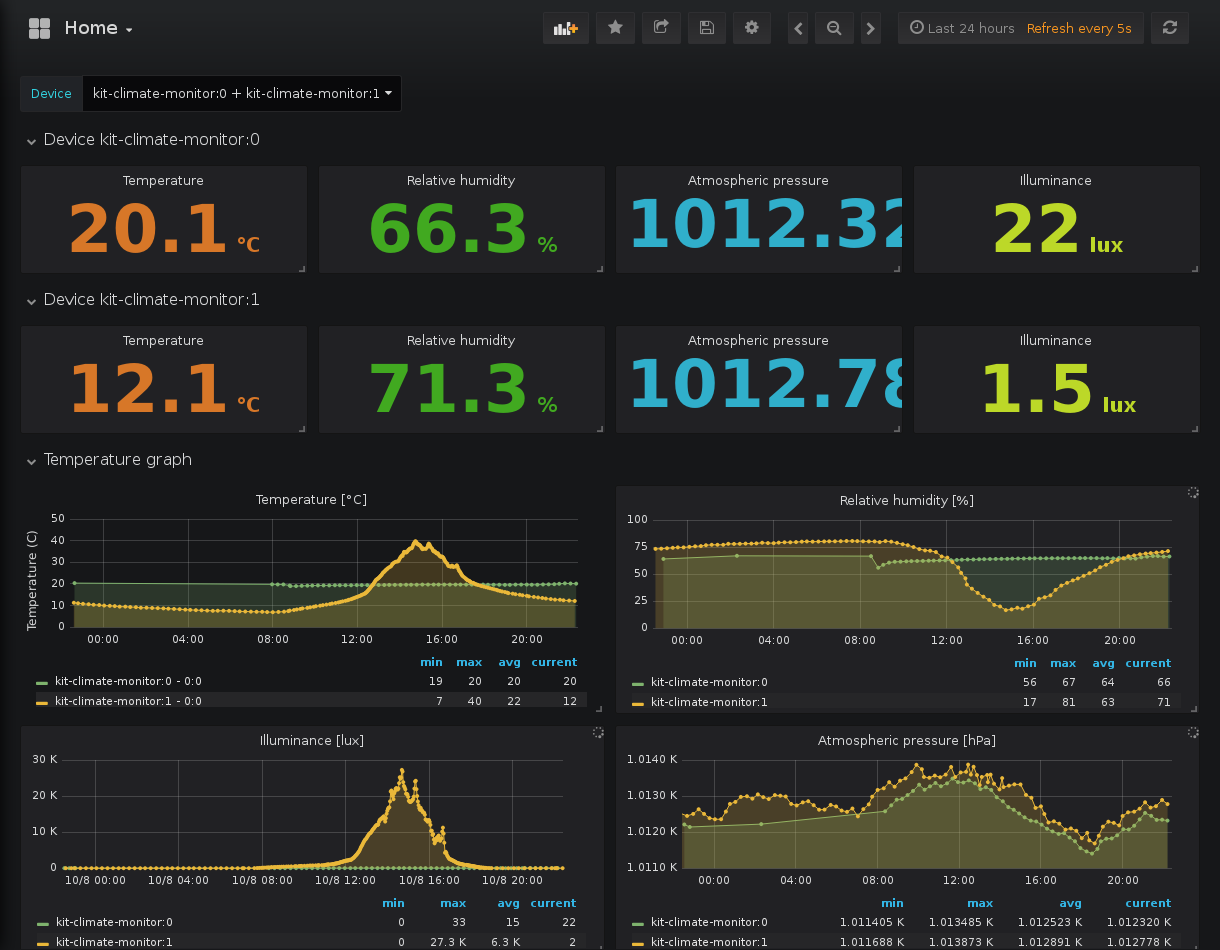 Home
Last 24 hours Refresh every 5s
Device kit-climate-monitor:0 + kit-climate-monitor:1
Device kit-climate-monitor:0
Temperature Relative humidity Atmospheric pressure Illuminance
20.1 °C 66.3 % 1012.32 22 lux
Device kit-climate-monitor:1
Temperature Relative humidity Atmospheric pressure Illuminance
12.1 °C 71.3 % 1012.78 1.5 lux
Temperature graph
Temperature [°C]
Temperature (C)
50
40
30
20
10
0
00:00 04:00 08:00 12:00 16:00 20:00
min max avg current
kit-climate-monitor:0 - 0:0 19 20 20 20
kit-climate-monitor:1 - 0:0 7 40 22 12
Relative humidity [%]
100
75
50
25
0
00:00 04:00 08:00 12:00 16:00 20:00
min max avg current
kit-climate-monitor:0 56 67 64 66
kit-climate-monitor:1 17 81 63 71
Illuminance [lux]
30 K
20 K
10 K
0
10/8 00:00 10/8 04:00 10/8 08:00 10/8 12:00 10/8 16:00 10/8 20:00
min max avg current
kit-climate-monitor:0 0 33 15 22
kit-climate-monitor:1 0 27.3 K 6.3 K 2
Atmospheric pressure [hPa]
1.0140 K
1.0130 K
1.0120 K
1.0110 K
00:00 04:00 08:00 12:00 16:00 20:00
min max avg current
kit-climate-monitor:0 1.011405 K 1.013485 K 1.012523 K 1.012320 K
kit-climate-monitor:1 1.011688 K 1.013873 K 1.012891 K 1.012778 K